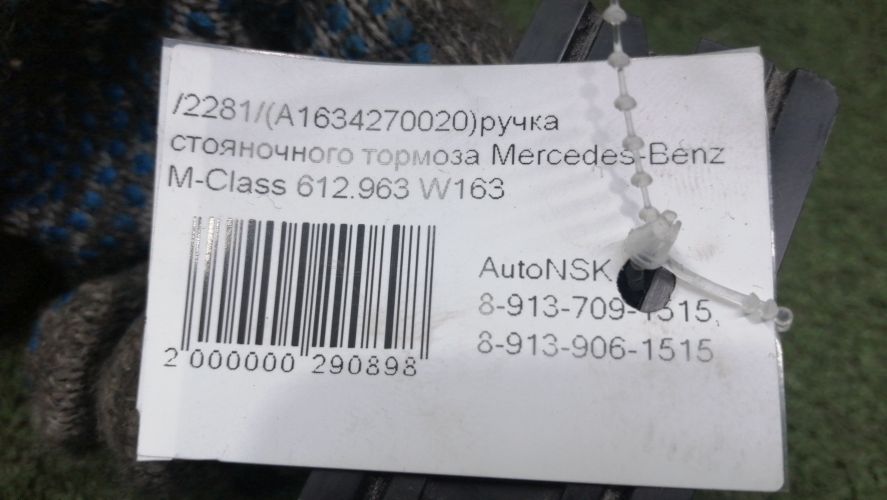 /2281/(A1634270020)ручка
стояночного тормоза Mercedes-Benz
M-Class 612.963 W163
AutoNSK
8-913-709-1515,
8-913-906-1515
2 000000 290898